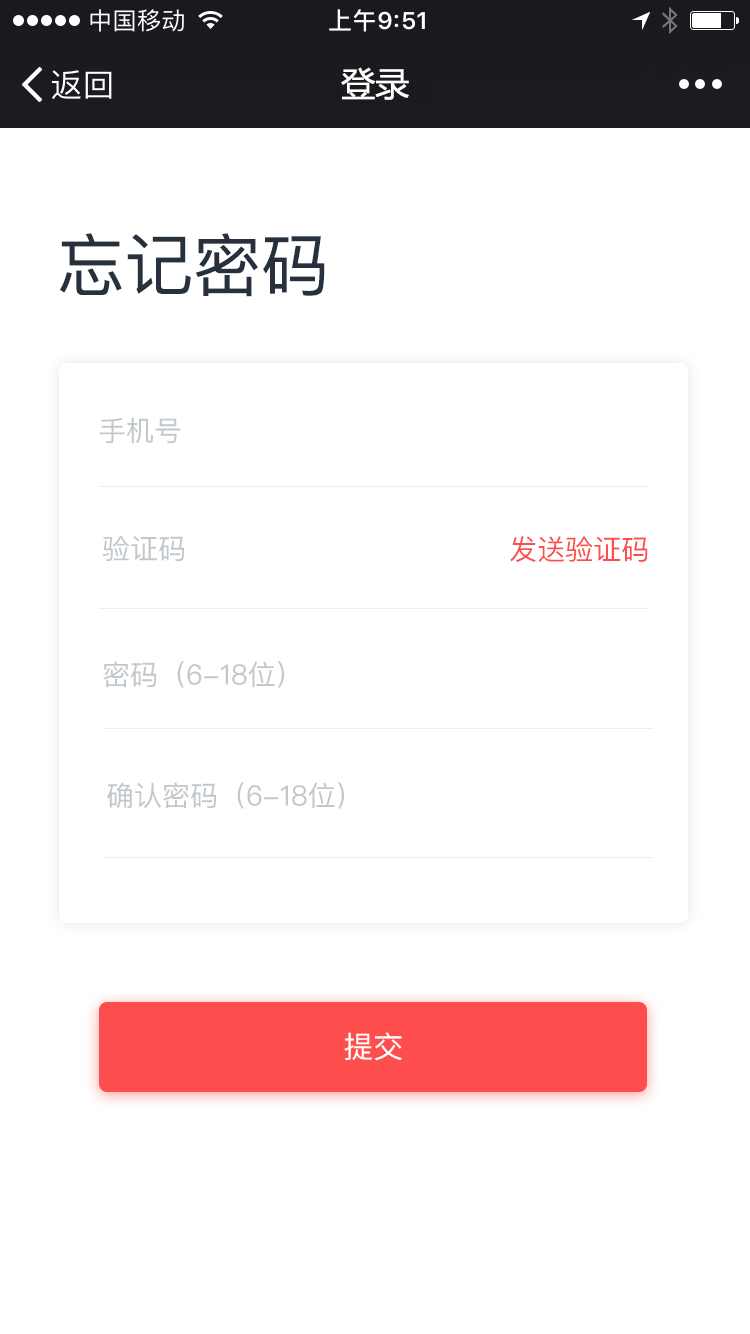 中国移动 上午9:51
返回 登录
忘记密码
手机号
验证码 发送验证码
密码（6–18位）
确认密码（6–18位）
提交